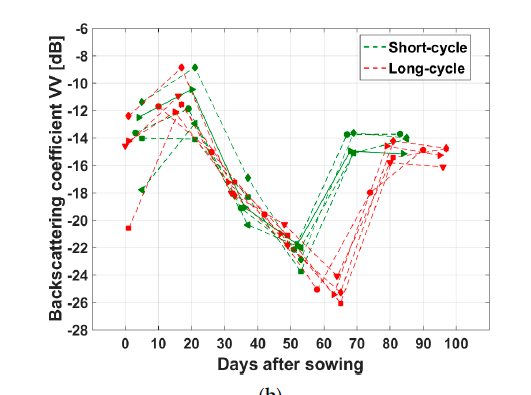 -6
-8
-10
-12
-14
-16
-18
-20
-22
-24
-26
-28
Backscattering coefficient VV [dB]
Short-cycle
Long-cycle
0 10 20 30 40 50 60 70 80 90 100
Days after sowing
(b)